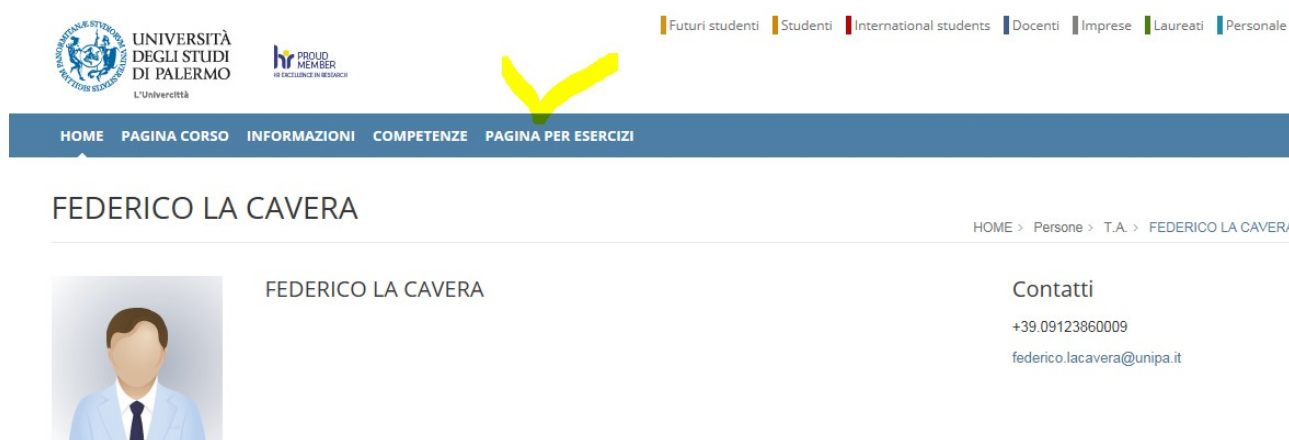 Futuri studenti Studenti International students Docenti Imprese Laureati Personale
UNIVERSITÀ
DEGLI STUDI
DI PALERMO
L'Univercittà
hr PROUD
MEMBER
HR EXCELLENCE IN RESEARCH
HOME PAGINA CORSO INFORMAZIONI COMPETENZE PAGINA PER ESERCIZI
FEDERICO LA CAVERA
HOME > Persone > T.A. > FEDERICO LA CAVERA
FEDERICO LA CAVERA
Contatti
+39.09123860009
federico.lacavera@unipa.it